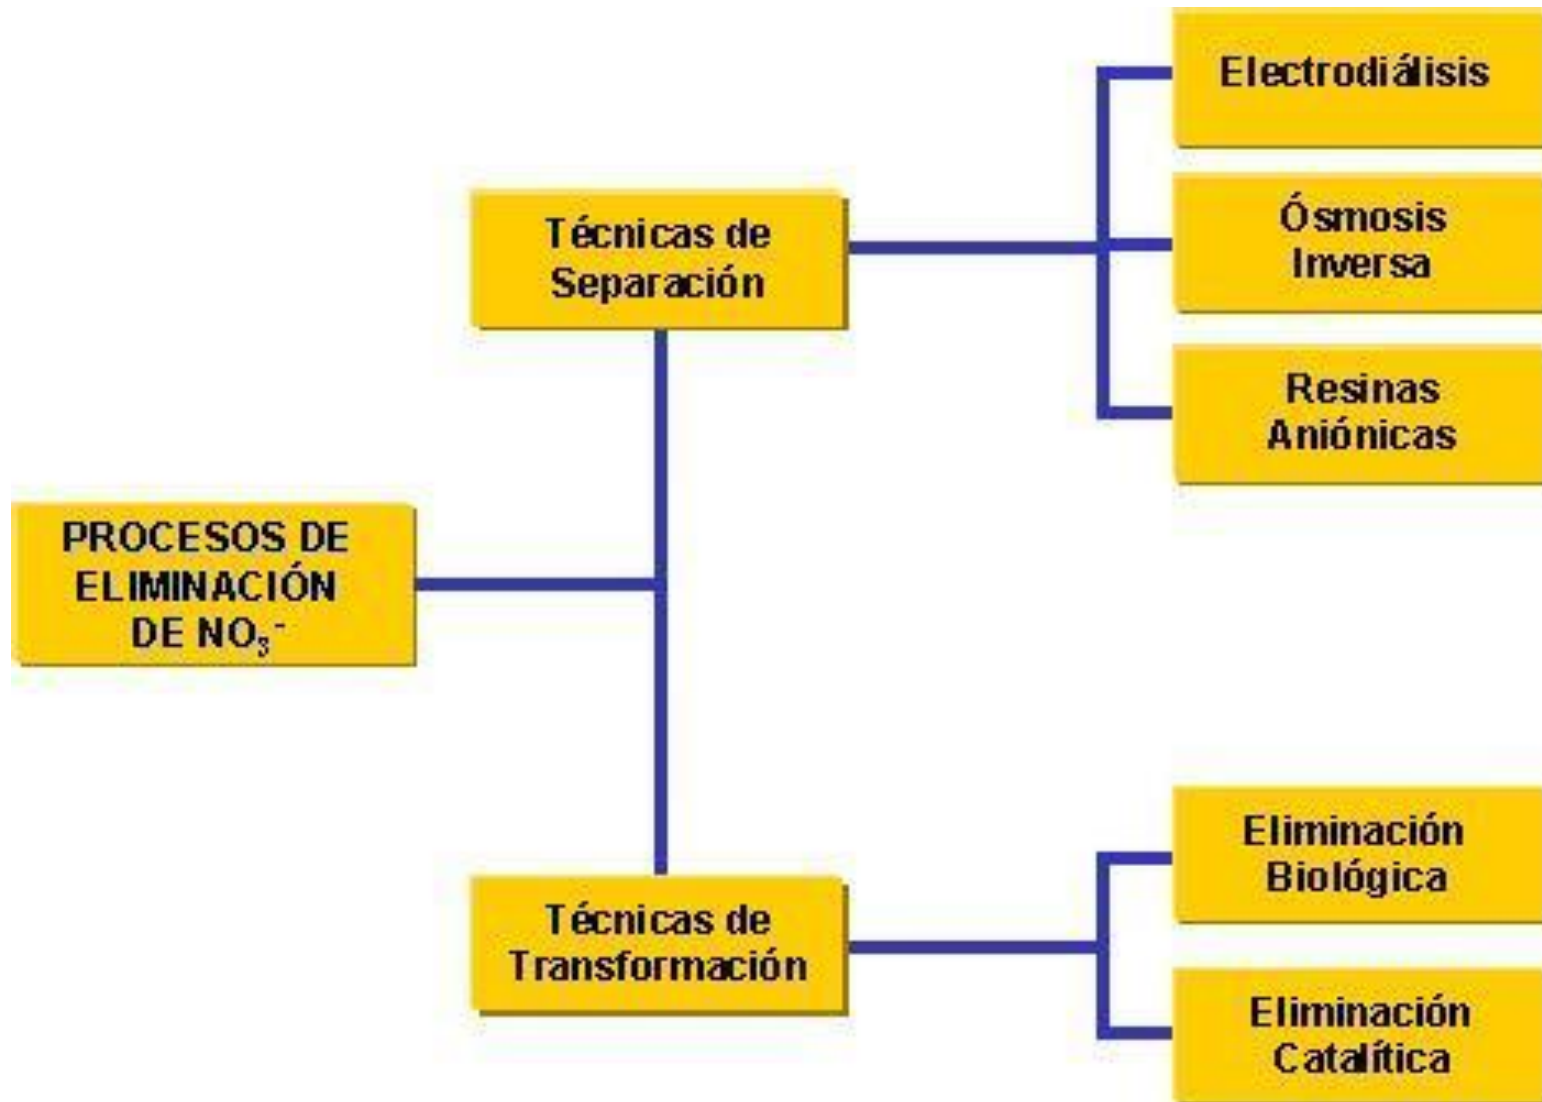 PROCESOS DE
ELIMINACIÓN
DE NO₃⁻
Técnicas de
Separación
Electrodiálisis
Ósmosis
Inversa
Resinas
Aniónicas
Técnicas de
Transformación
Eliminación
Biológica
Eliminación
Catalítica